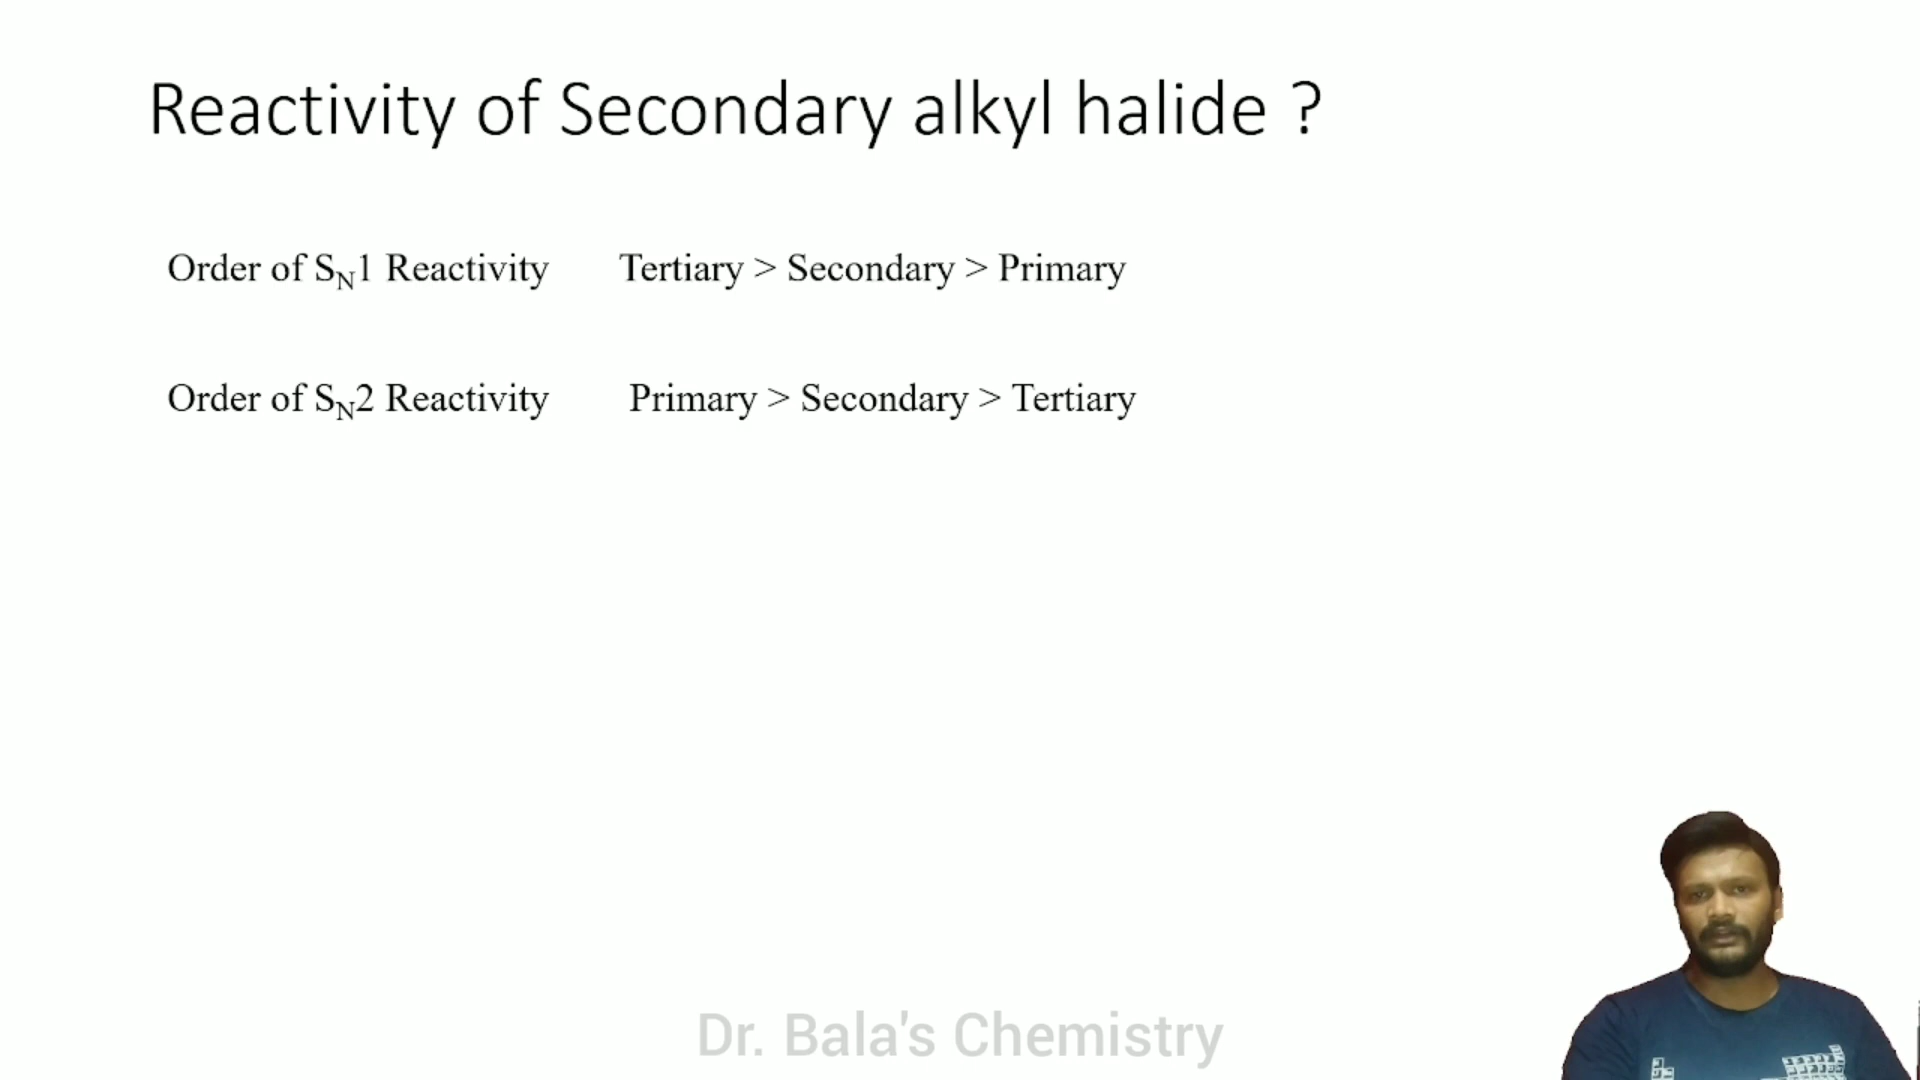 Reactivity of Secondary alkyl halide ?
Order of SN1 Reactivity Tertiary > Secondary > Primary
Order of SN2 Reactivity Primary > Secondary > Tertiary
Dr. Bala's Chemistry